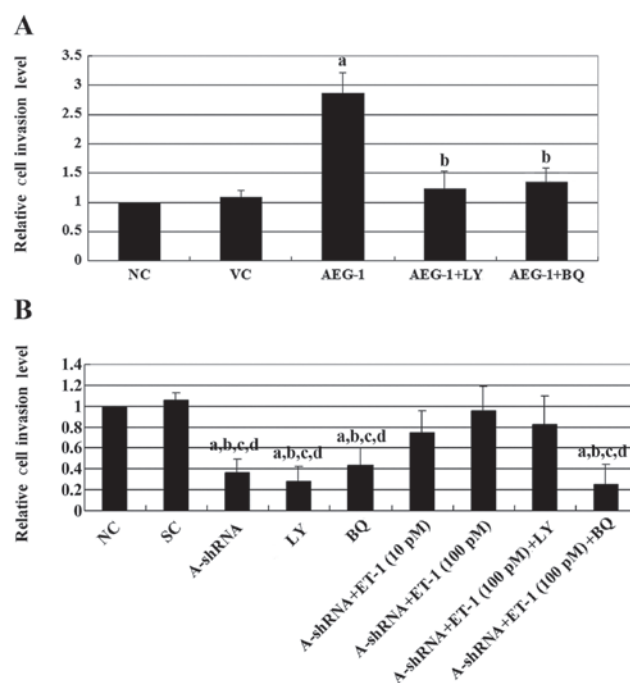 A
Relative cell invasion level
3.5
3
2.5
2
1.5
1
0.5
0
a
b
b
NC
VC
AEG-1
AEG-1+LY
AEG-1+BQ
B
Relative cell invasion level
1.4
1.2
1
0.8
0.6
0.4
0.2
0
a,b,c,d
a,b,c,d
a,b,c,d
a,b,c,d
NC
SC
A-shRNA
LY
BQ
A-shRNA+ET-1 (10 pM)
A-shRNA+ET-1 (100 pM)
A-shRNA+ET-1 (100 pM)+LY
A-shRNA+ET-1 (100 pM)+BQ